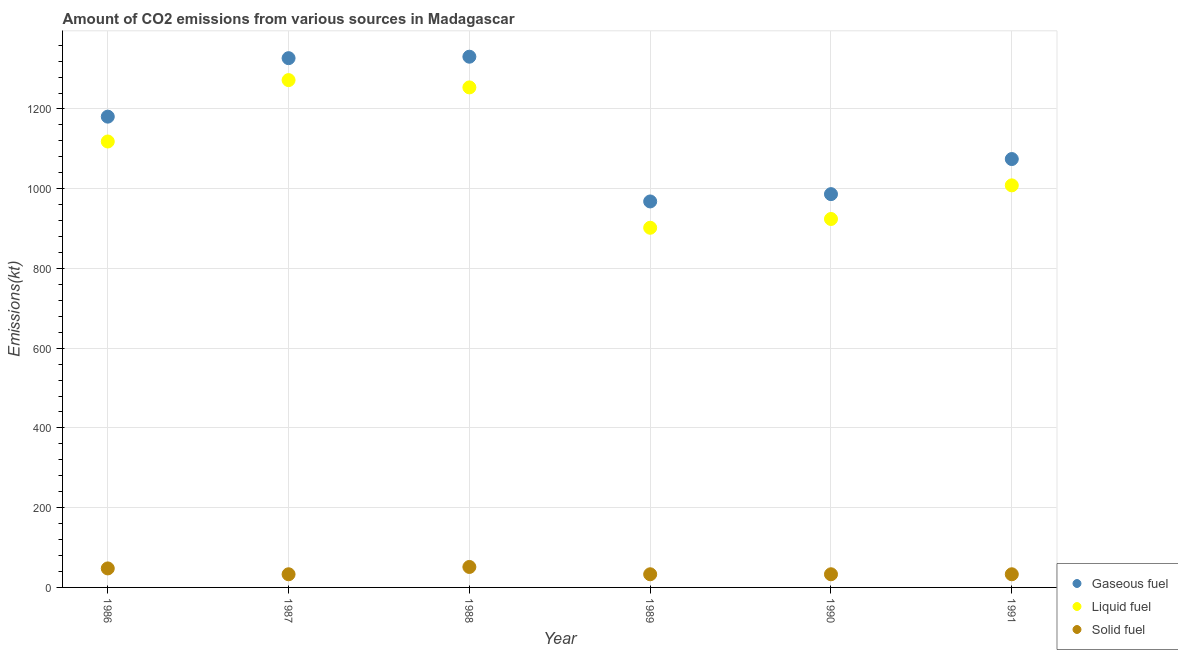 Amount of CO2 emissions from various sources in Madagascar
Emissions(kt)
1200
1000
800
600
400
200
0
1986
1987
1988
1989
1990
1991
Year
Gaseous fuel
Liquid fuel
Solid fuel